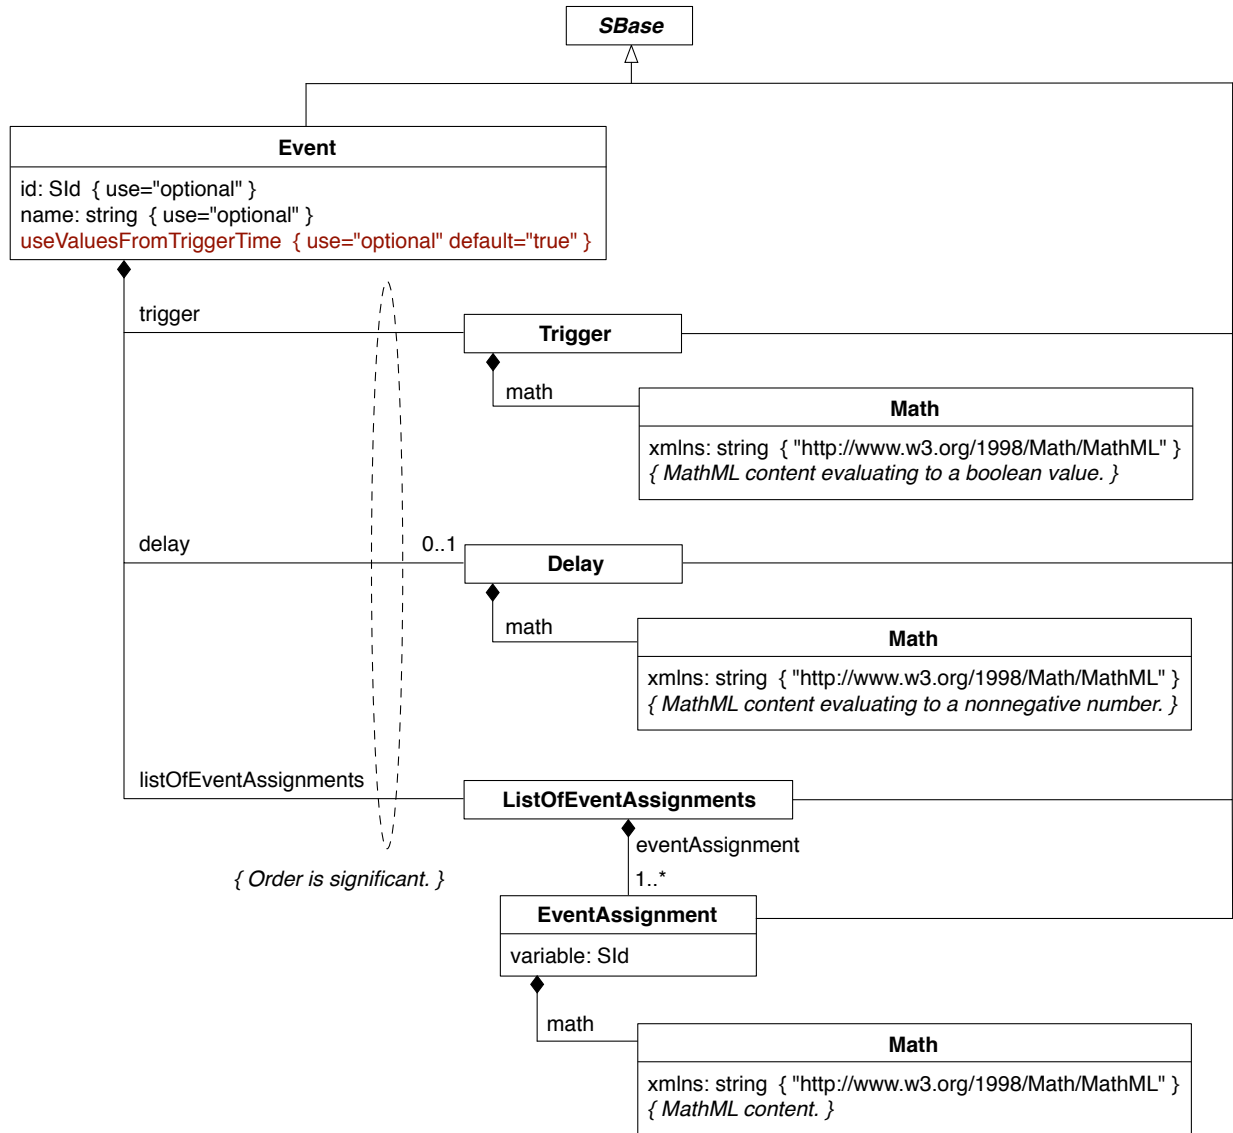 SBase
Event
id: SId { use="optional" }
name: string { use="optional" }
useValuesFromTriggerTime { use="optional" default="true" }
trigger
Trigger
math
Math
xmlns: string { "http://www.w3.org/1998/Math/MathML" }
{ MathML content evaluating to a boolean value. }
delay
0..1
Delay
math
Math
xmlns: string { "http://www.w3.org/1998/Math/MathML" }
{ MathML content evaluating to a nonnegative number. }
listOfEventAssignments
ListOfEventAssignments
eventAssignment
{ Order is significant. }
1..*
EventAssignment
variable: SId
math
Math
xmlns: string { "http://www.w3.org/1998/Math/MathML" }
{ MathML content. }